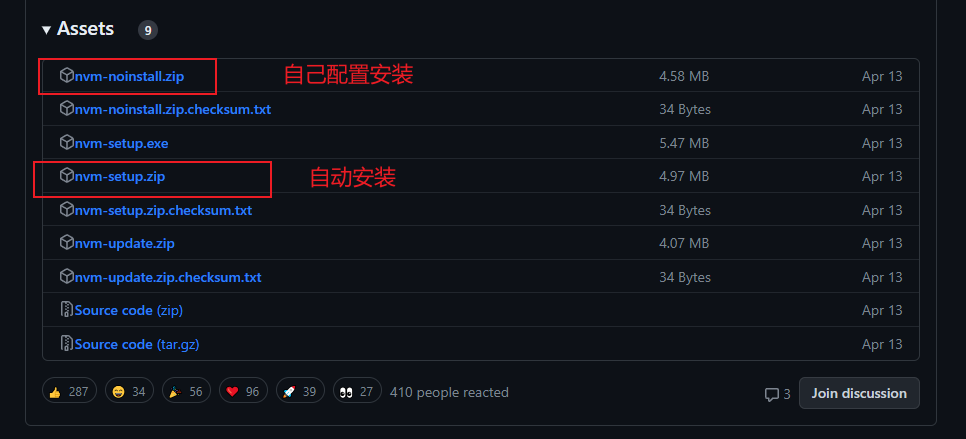 Assets 9
nvm-noinstall.zip 自己配置安装 4.58 MB Apr 13
nvm-noinstall.zip.checksum.txt 34 Bytes Apr 13
nvm-setup.exe 5.47 MB Apr 13
nvm-setup.zip 自动安装 4.97 MB Apr 13
nvm-setup.zip.checksum.txt 34 Bytes Apr 13
nvm-update.zip 4.07 MB Apr 13
nvm-update.zip.checksum.txt 34 Bytes Apr 13
Source code (zip) Apr 13
Source code (tar.gz) Apr 13
287 34 56 96 39 27 410 people reacted 3 Join discussion